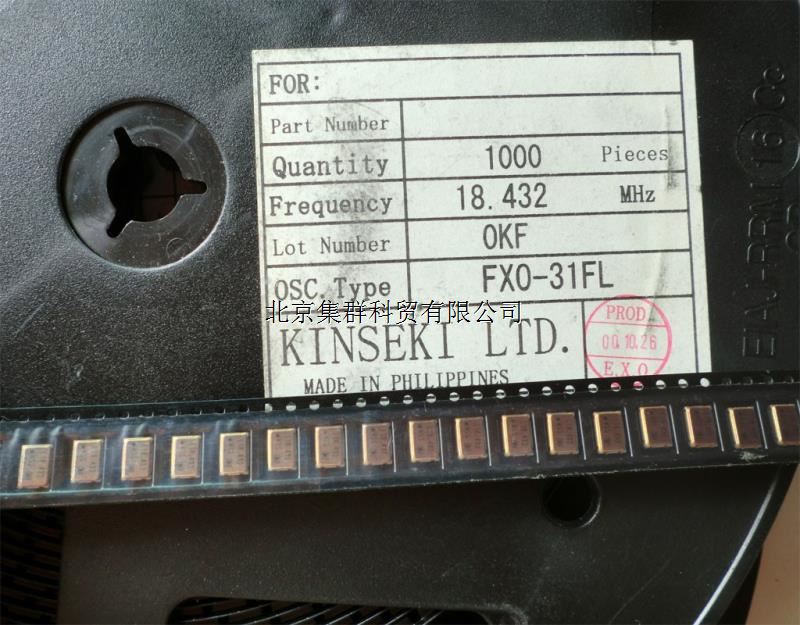 FOR:
Part Number
Quantity 1000 Pieces
Frequency 18.432 MHz
Lot Number OKF
OSC Type FXO-31FL
北京集群科贸有限公司
KINSEKI LTD.
MADE IN PHILIPPINES
PROD
00.10.26
E.X.O
EIAJ-RRM 16